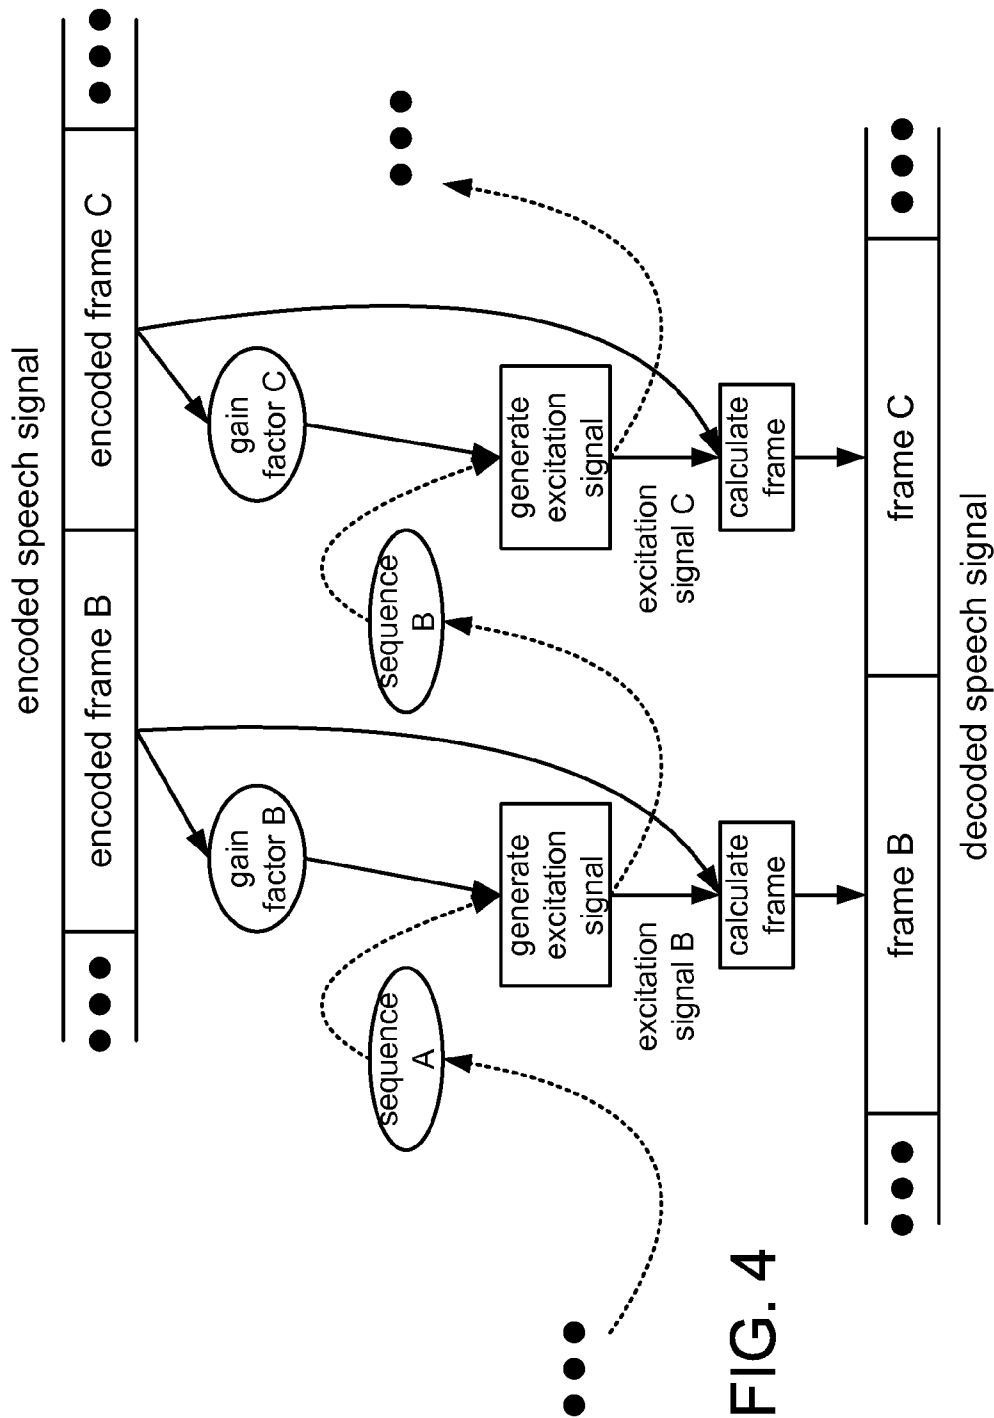 encoded speech signal
encoded frame B
encoded frame C
gain
factor B
gain
factor C
sequence
A
sequence
B
generate
excitation
signal
generate
excitation
signal
excitation
signal B
excitation
signal C
calculate
frame
calculate
frame
frame B
frame C
decoded speech signal
FIG. 4